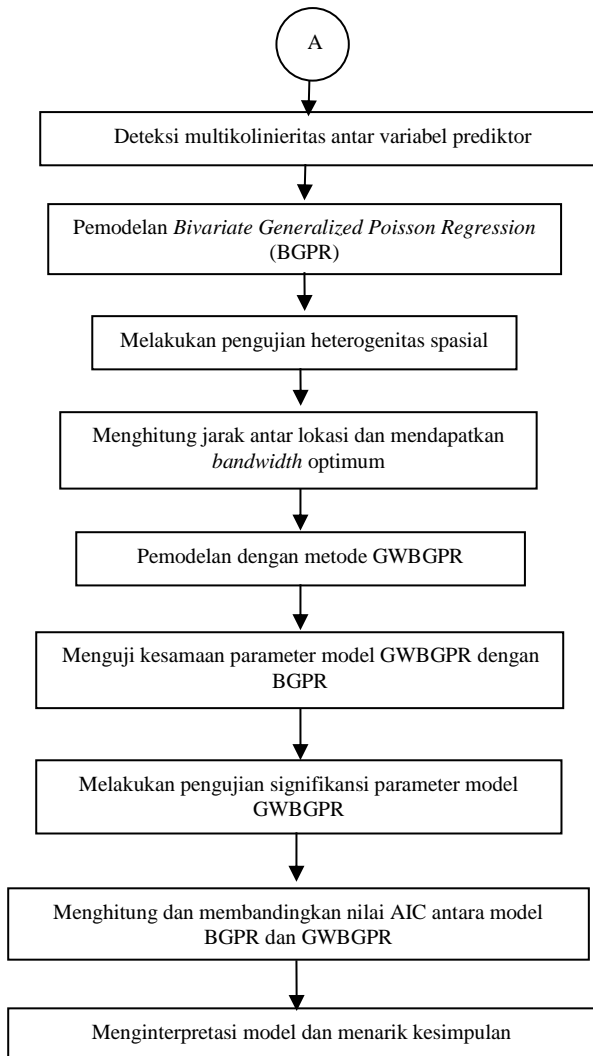 A
Deteksi multikolinieritas antar variabel prediktor
Pemodelan Bivariate Generalized Poisson Regression
(BGPR)
Melakukan pengujian heterogenitas spasial
Menghitung jarak antar lokasi dan mendapatkan
bandwidth optimum
Pemodelan dengan metode GWBGPR
Menguji kesamaan parameter model GWBGPR dengan
BGPR
Melakukan pengujian signifikansi parameter model
GWBGPR
Menghitung dan membandingkan nilai AIC antara model
BGPR dan GWBGPR
Menginterpretasi model dan menarik kesimpulan